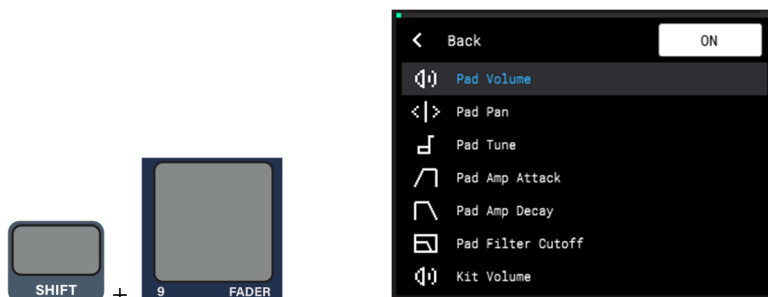 Back ON
Pad Volume
Pad Pan
Pad Tune
Pad Amp Attack
Pad Amp Decay
Pad Filter Cutoff
Kit Volume
SHIFT + 9 FADER